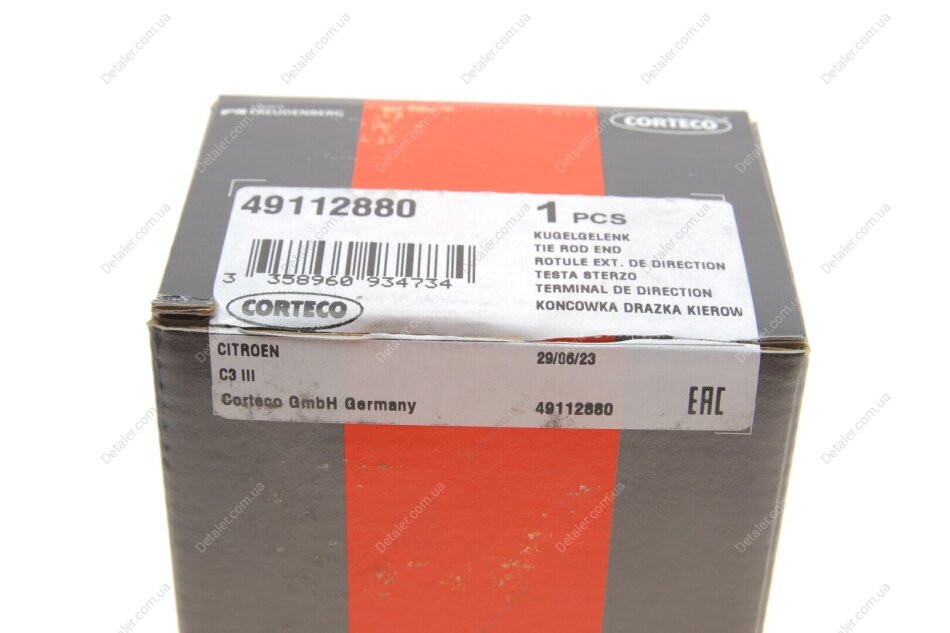 FREUDENBERG
CORTECO
49112880
1 PCS
KUGELGELENK
TIE ROD END
ROTULE EXT. DE DIRECTION
TESTA STERZO
TERMINAL DE DIRECTION
KONCOWKA DRAZKA KIEROW
3 358960 934734
CORTECO
CITROEN
29/06/23
C3 III
Corteco GmbH Germany
49112880
EAC
Detaler.com.ua